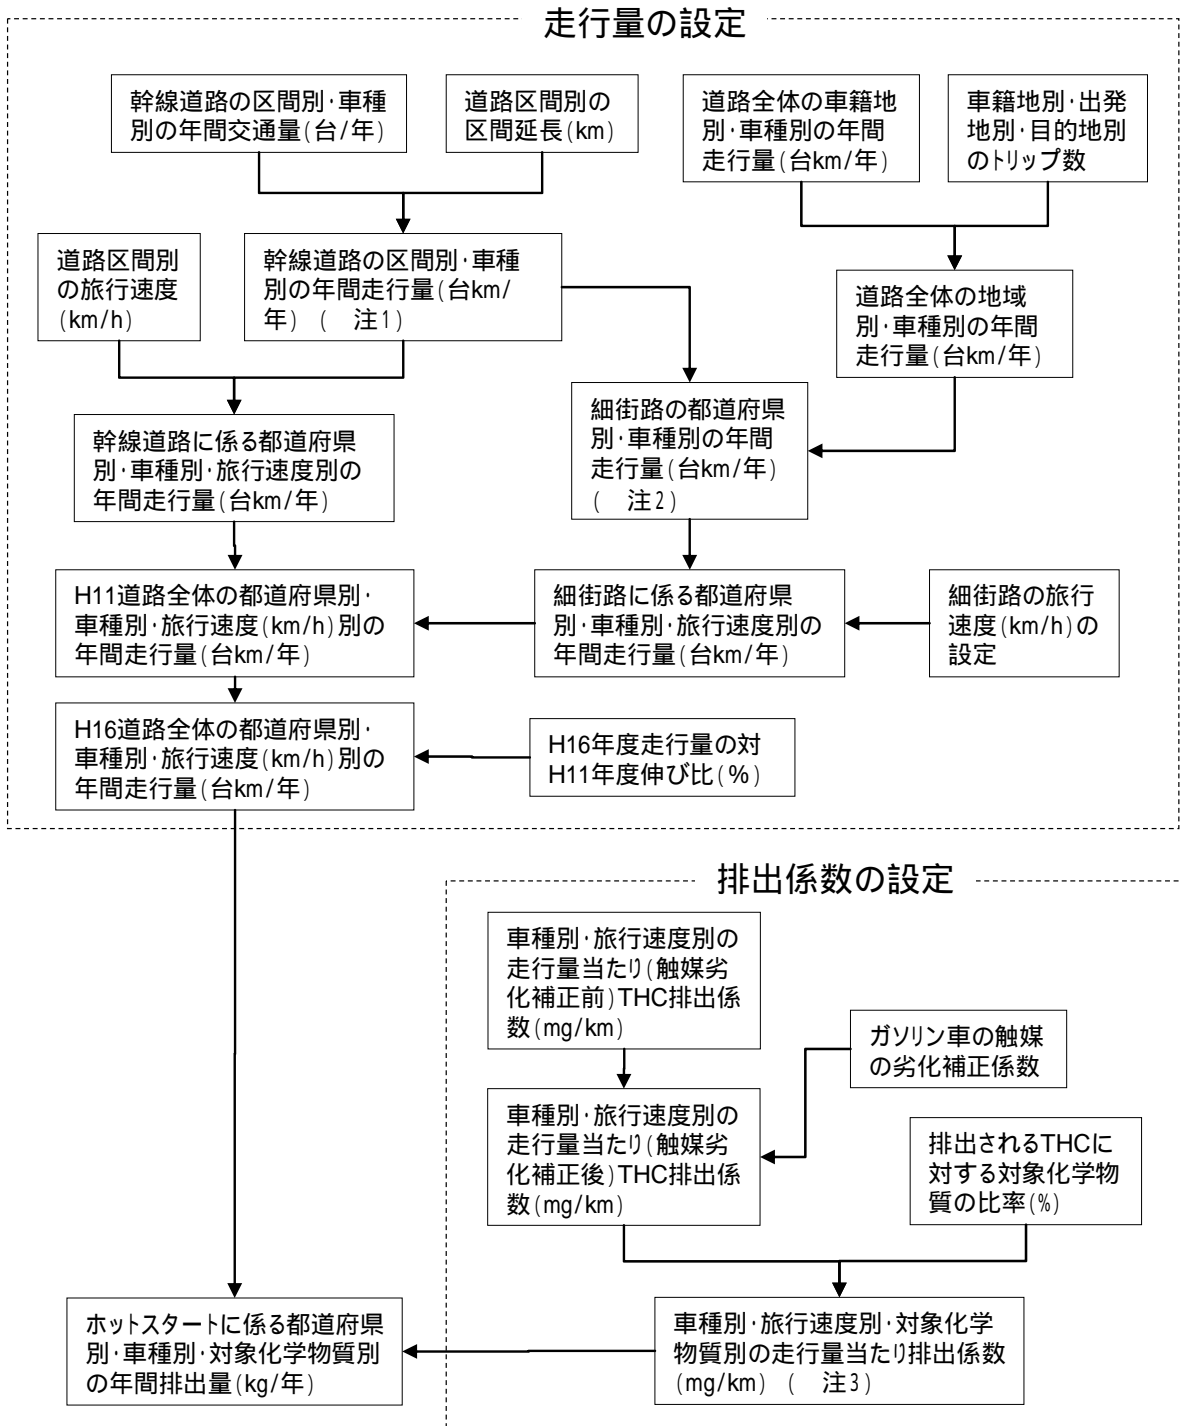 走行量の設定
幹線道路の区間別･車種
別の年間交通量(台/年)
道路区間別の
区間延長(km)
道路全体の車籍地
別･車種別の年間
走行量(台km/年)
車籍地別･出発
地別･目的地別
のトリップ数
道路区間別
の旅行速度
(km/h)
幹線道路の区間別･車種
別の年間走行量(台km/
年) ( 注1)
道路全体の地域
別･車種別の年間
走行量(台km/年)
細街路の都道府県
別･車種別の年間
走行量(台km/年)
( 注2)
幹線道路に係る都道府県
別･車種別･旅行速度別の
年間走行量(台km/年)
H11道路全体の都道府県別･
車種別･旅行速度(km/h)別の
年間走行量(台km/年)
細街路に係る都道府県
別･車種別･旅行速度別の
年間走行量(台km/年)
細街路の旅行
速度(km/h)の
設定
H16道路全体の都道府県別･
車種別･旅行速度(km/h)別の
年間走行量(台km/年)
H16年度走行量の対
H11年度伸び比(%)
排出係数の設定
車種別･旅行速度別の
走行量当たり(触媒劣
化補正前)THC排出係
数(mg/km)
ガソリン車の触媒
の劣化補正係数
車種別･旅行速度別の
走行量当たり(触媒劣
化補正後)THC排出係
数(mg/km)
排出されるTHCに
対する対象化学物
質の比率(%)
ホットスタートに係る都道府県
別･車種別･対象化学物質別
の年間排出量(kg/年)
車種別･旅行速度別･対象化学
物質別の走行量当たり排出係数
(mg/km) ( 注3)